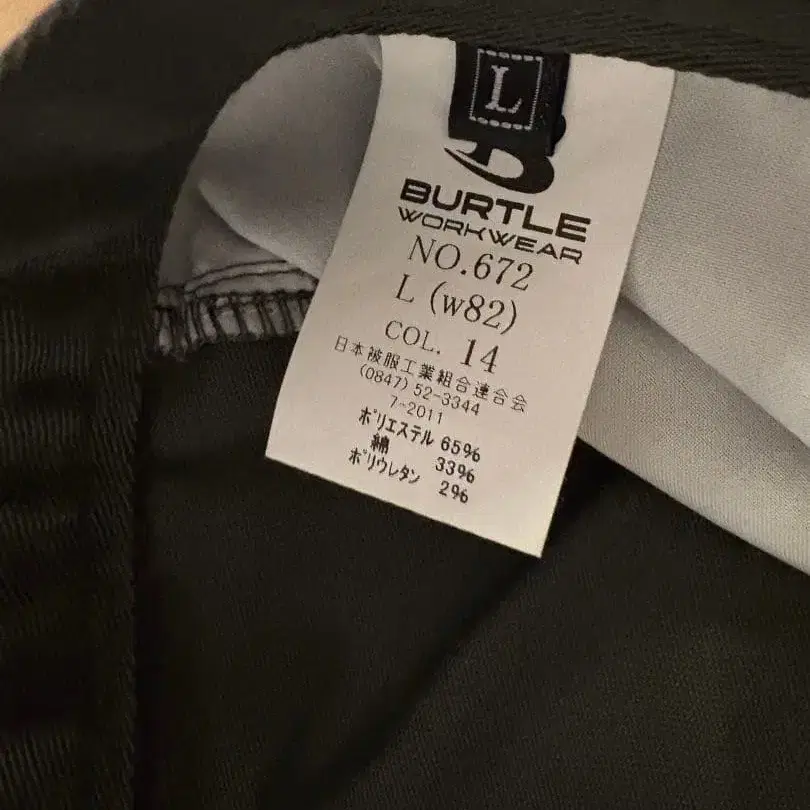 L
BURTLE
WORKWEAR
NO.672
L (w82)
COL. 14
日本被服工業組合連合会
(0847) 52-3344
7-2011
ポリエステル 65%
綿 33%
ポリウレタン 2%